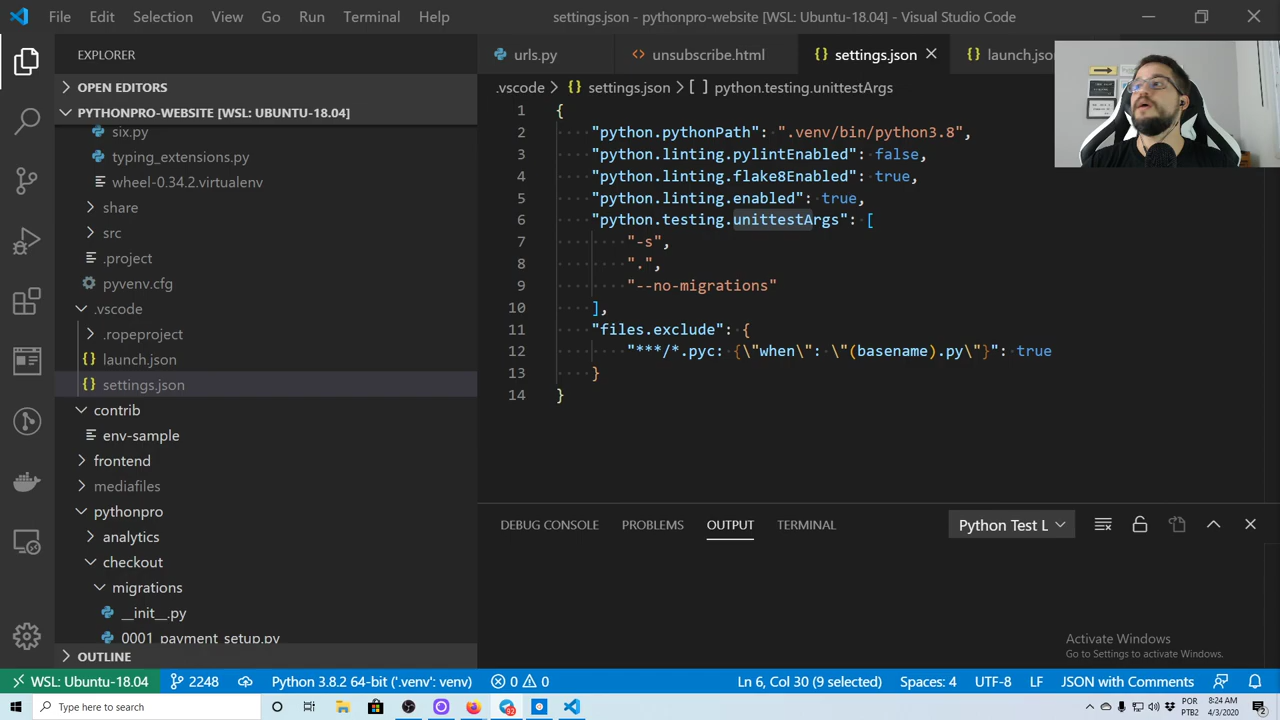 File Edit Selection View Go Run Terminal Help
settings.json - pythonpro-website [WSL: Ubuntu-18.04] - Visual Studio Code
EXPLORER
OPEN EDITORS
PYTHONPRO-WEBSITE [WSL: UBUNTU-18.04]
six.py
typing_extensions.py
wheel-0.34.2.virtualenv
share
src
.project
pyvenv.cfg
.vscode
.ropeproject
launch.json
settings.json
contrib
env-sample
frontend
mediafiles
pythonpro
analytics
checkout
migrations
__init__.py
0001_payment_setup.py
OUTLINE
urls.py unsubscribe.html settings.json launch.jso
.vscode settings.json [ ] python.testing.unittestArgs
1 {
2 "python.pythonPath": ".venv/bin/python3.8",
3 "python.linting.pylintEnabled": false,
4 "python.linting.flake8Enabled": true,
5 "python.linting.enabled": true,
6 "python.testing.unittestArgs": [
7 "-s",
8 ".",
9 "--no-migrations"
10 ],
11 "files.exclude": {
12 "***/*.pyc: {\"when\": \"(basename).py\"}": true
13 }
14 }
DEBUG CONSOLE PROBLEMS OUTPUT TERMINAL
Python Test L
Activate Windows
Go to Settings to activate Windows.
WSL: Ubuntu-18.04 2248 Python 3.8.2 64-bit ('.venv': venv) 0 0 Ln 6, Col 30 (9 selected) Spaces: 4 UTF-8 LF JSON with Comments
Type here to search
92
POR
PTB2
8:24 AM
4/3/2020
2